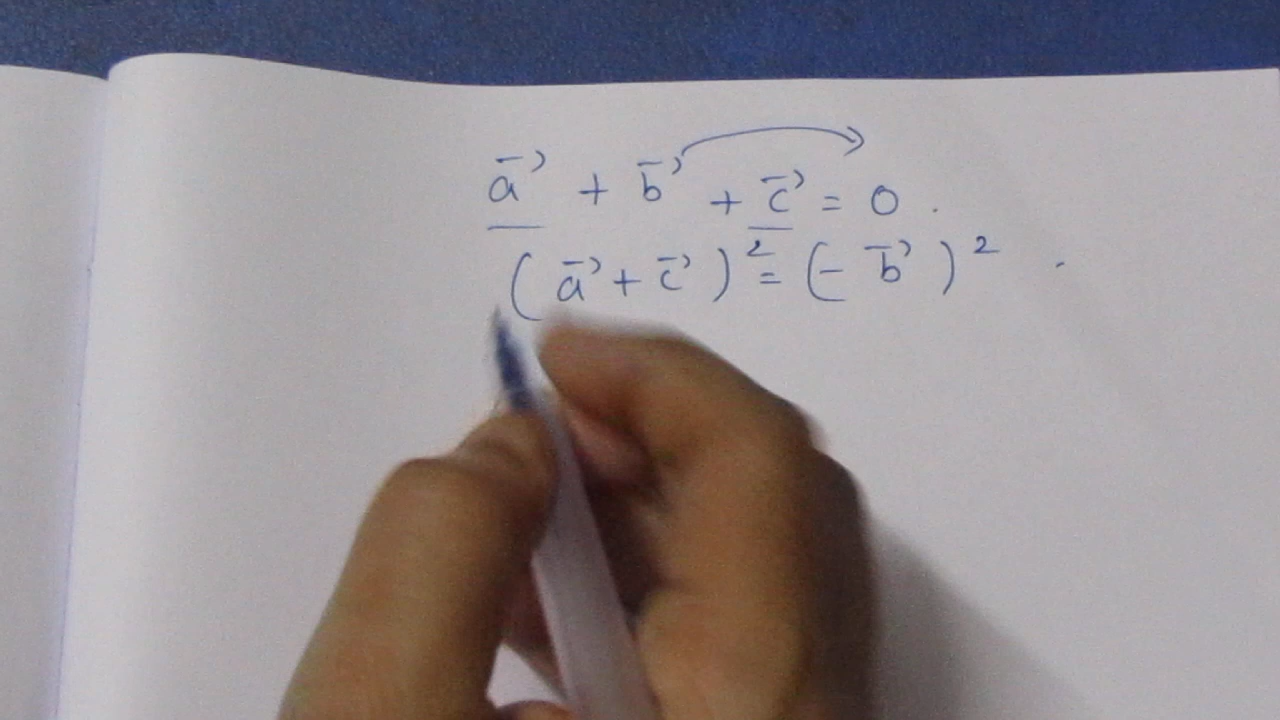 a⃗ + b⃗ + c⃗ = 0 .
( a⃗ + c⃗ )² = (- b⃗ )² .